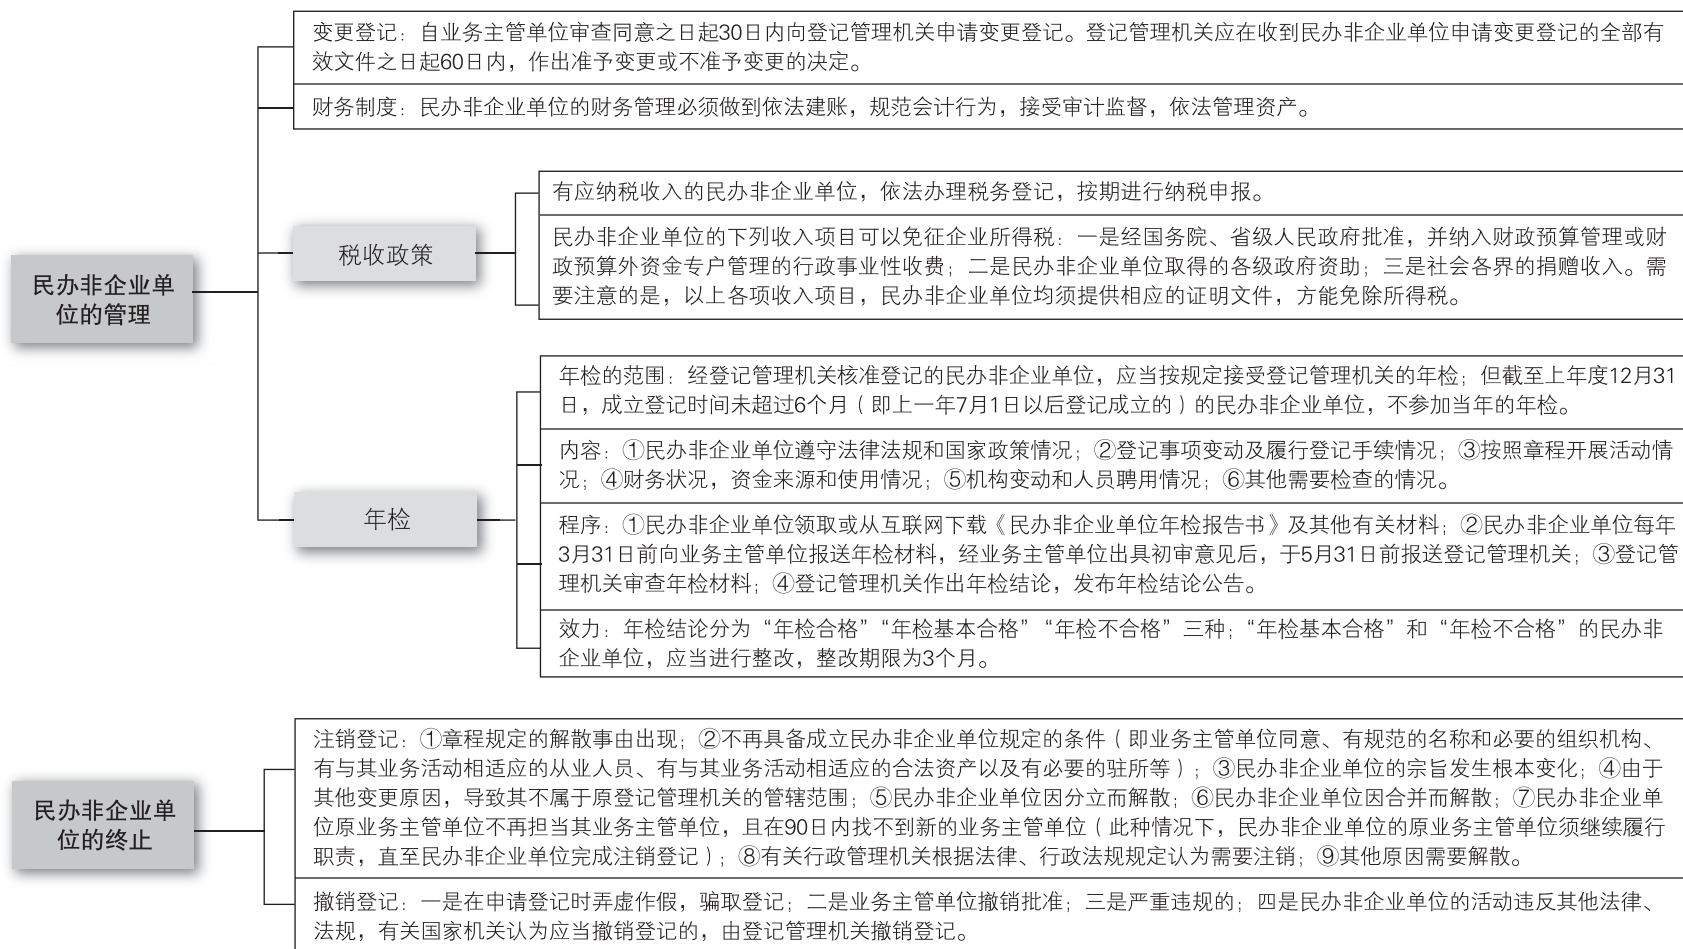 变更登记：自业务主管单位审查同意之日起30日内向登记管理机关申请变更登记。登记管理机关应在收到民办非企业单位申请变更登记的全部有
效文件之日起60日内，作出准予变更或不准予变更的决定。
财务制度：民办非企业单位的财务管理必须做到依法建账，规范会计行为，接受审计监督，依法管理资产。
民办非企业单
位的管理
税收政策
有应纳税收入的民办非企业单位，依法办理税务登记，按期进行纳税申报。
民办非企业单位的下列收入项目可以免征企业所得税：一是经国务院、省级人民政府批准，并纳入财政预算管理或财
政预算外资金专户管理的行政事业性收费；二是民办非企业单位取得的各级政府资助；三是社会各界的捐赠收入。需
要注意的是，以上各项收入项目，民办非企业单位均须提供相应的证明文件，方能免除所得税。
年检
年检的范围：经登记管理机关核准登记的民办非企业单位，应当按规定接受登记管理机关的年检；但截至上年度12月31
日，成立登记时间未超过6个月（即上一年7月1日以后登记成立的）的民办非企业单位，不参加当年的年检。
内容：①民办非企业单位遵守法律法规和国家政策情况；②登记事项变动及履行登记手续情况；③按照章程开展活动情
况；④财务状况，资金来源和使用情况；⑤机构变动和人员聘用情况；⑥其他需要检查的情况。
程序：①民办非企业单位领取或从互联网下载《民办非企业单位年检报告书》及其他有关材料；②民办非企业单位每年
3月31日前向业务主管单位报送年检材料，经业务主管单位出具初审意见后，于5月31日前报送登记管理机关；③登记管
理机关审查年检材料；④登记管理机关作出年检结论，发布年检结论公告。
效力：年检结论分为“年检合格”“年检基本合格”“年检不合格”三种；“年检基本合格”和“年检不合格”的民办非
企业单位，应当进行整改，整改期限为3个月。
民办非企业单
位的终止
注销登记：①章程规定的解散事由出现；②不再具备成立民办非企业单位规定的条件（即业务主管单位同意、有规范的名称和必要的组织机构、
有与其业务活动相适应的从业人员、有与其业务活动相适应的合法资产以及有必要的驻所等）；③民办非企业单位的宗旨发生根本变化；④由于
其他变更原因，导致其不属于原登记管理机关的管辖范围；⑤民办非企业单位因分立而解散；⑥民办非企业单位因合并而解散；⑦民办非企业单
位原业务主管单位不再担当其业务主管单位，且在90日内找不到新的业务主管单位（此种情况下，民办非企业单位的原业务主管单位须继续履行
职责，直至民办非企业单位完成注销登记）；⑧有关行政管理机关根据法律、行政法规规定认为需要注销；⑨其他原因需要解散。
撤销登记：一是在申请登记时弄虚作假，骗取登记；二是业务主管单位撤销批准；三是严重违规的；四是民办非企业单位的活动违反其他法律、
法规，有关国家机关认为应当撤销登记的，由登记管理机关撤销登记。